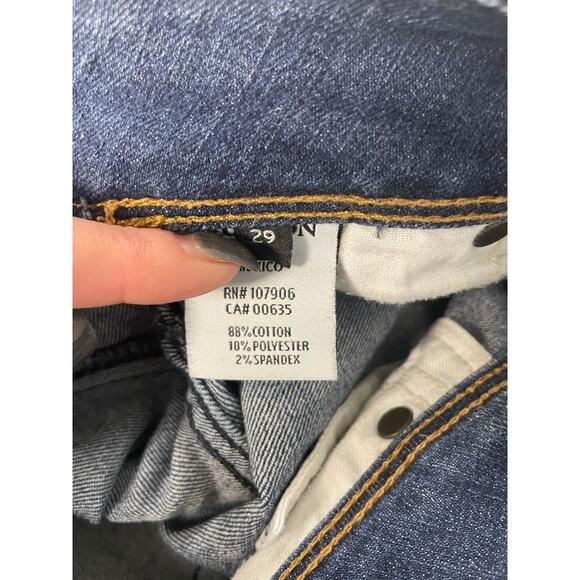 29
RN# 107906
CA# 00635
88%COTTON
10% POLYESTER
2% SPANDEX